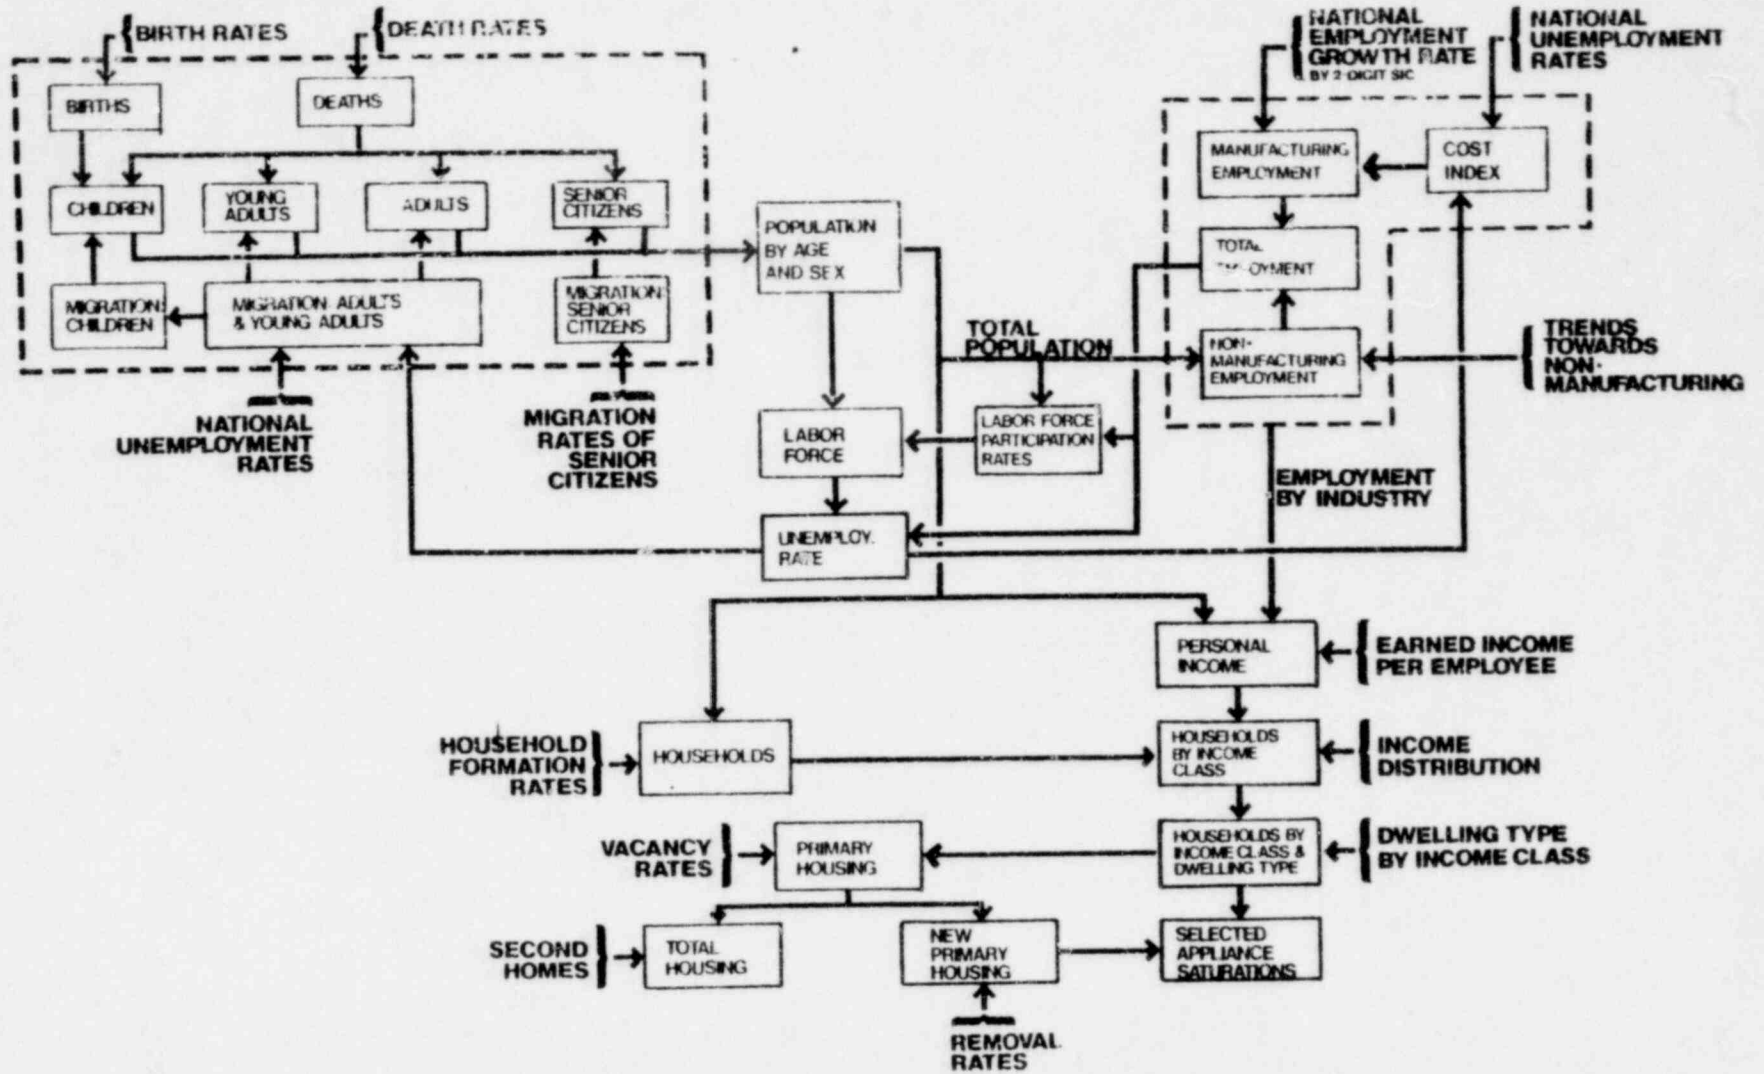 BIRTH RATES
DEATH RATES
NATIONAL
EMPLOYMENT
GROWTH RATE
BY 2-DIGIT SIC
NATIONAL
UNEMPLOYMENT
RATES
BIRTHS
DEATHS
MANUFACTURING
EMPLOYMENT
COST
INDEX
CHILDREN
YOUNG
ADULTS
ADULTS
SENIOR
CITIZENS
POPULATION
BY AGE
AND SEX
TOTAL
EMPLOYMENT
MIGRATION:
CHILDREN
MIGRATION: ADULTS
& YOUNG ADULTS
MIGRATION:
SENIOR
CITIZENS
TOTAL
POPULATION
NON-
MANUFACTURING
EMPLOYMENT
TRENDS
TOWARDS
NON-
MANUFACTURING
NATIONAL
UNEMPLOYMENT
RATES
MIGRATION
RATES OF
SENIOR
CITIZENS
LABOR
FORCE
LABOR FORCE
PARTICIPATION
RATES
EMPLOYMENT
BY INDUSTRY
UNEMPLOY.
RATE
PERSONAL
INCOME
EARNED INCOME
PER EMPLOYEE
HOUSEHOLD
FORMATION
RATES
HOUSEHOLDS
HOUSEHOLDS
BY INCOME
CLASS
INCOME
DISTRIBUTION
VACANCY
RATES
PRIMARY
HOUSING
HOUSEHOLDS BY
INCOME CLASS &
DWELLING TYPE
DWELLING TYPE
BY INCOME CLASS
SECOND
HOMES
TOTAL
HOUSING
NEW
PRIMARY
HOUSING
SELECTED
APPLIANCE
SATURATIONS
REMOVAL
RATES